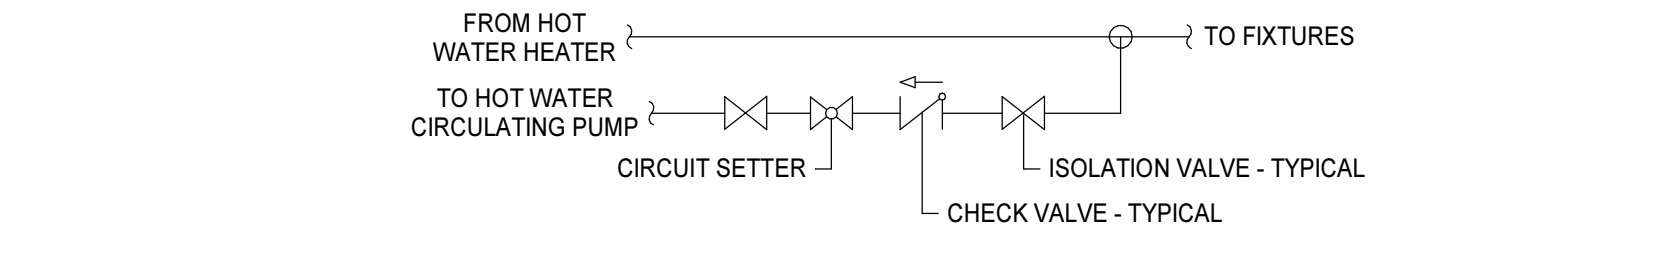 FROM HOT
WATER HEATER
TO FIXTURES
TO HOT WATER
CIRCULATING PUMP
CIRCUIT SETTER
ISOLATION VALVE - TYPICAL
CHECK VALVE - TYPICAL